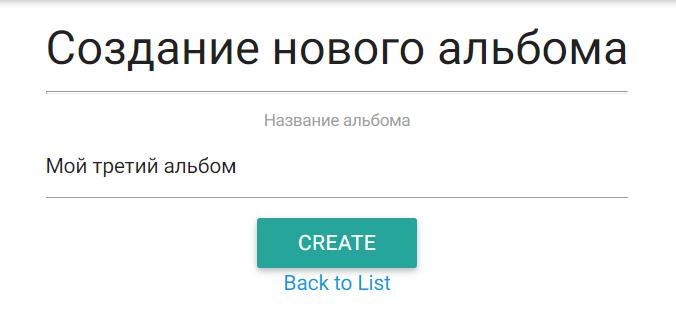 Создание нового альбома
Название альбома
Мой третий альбом
CREATE
Back to List